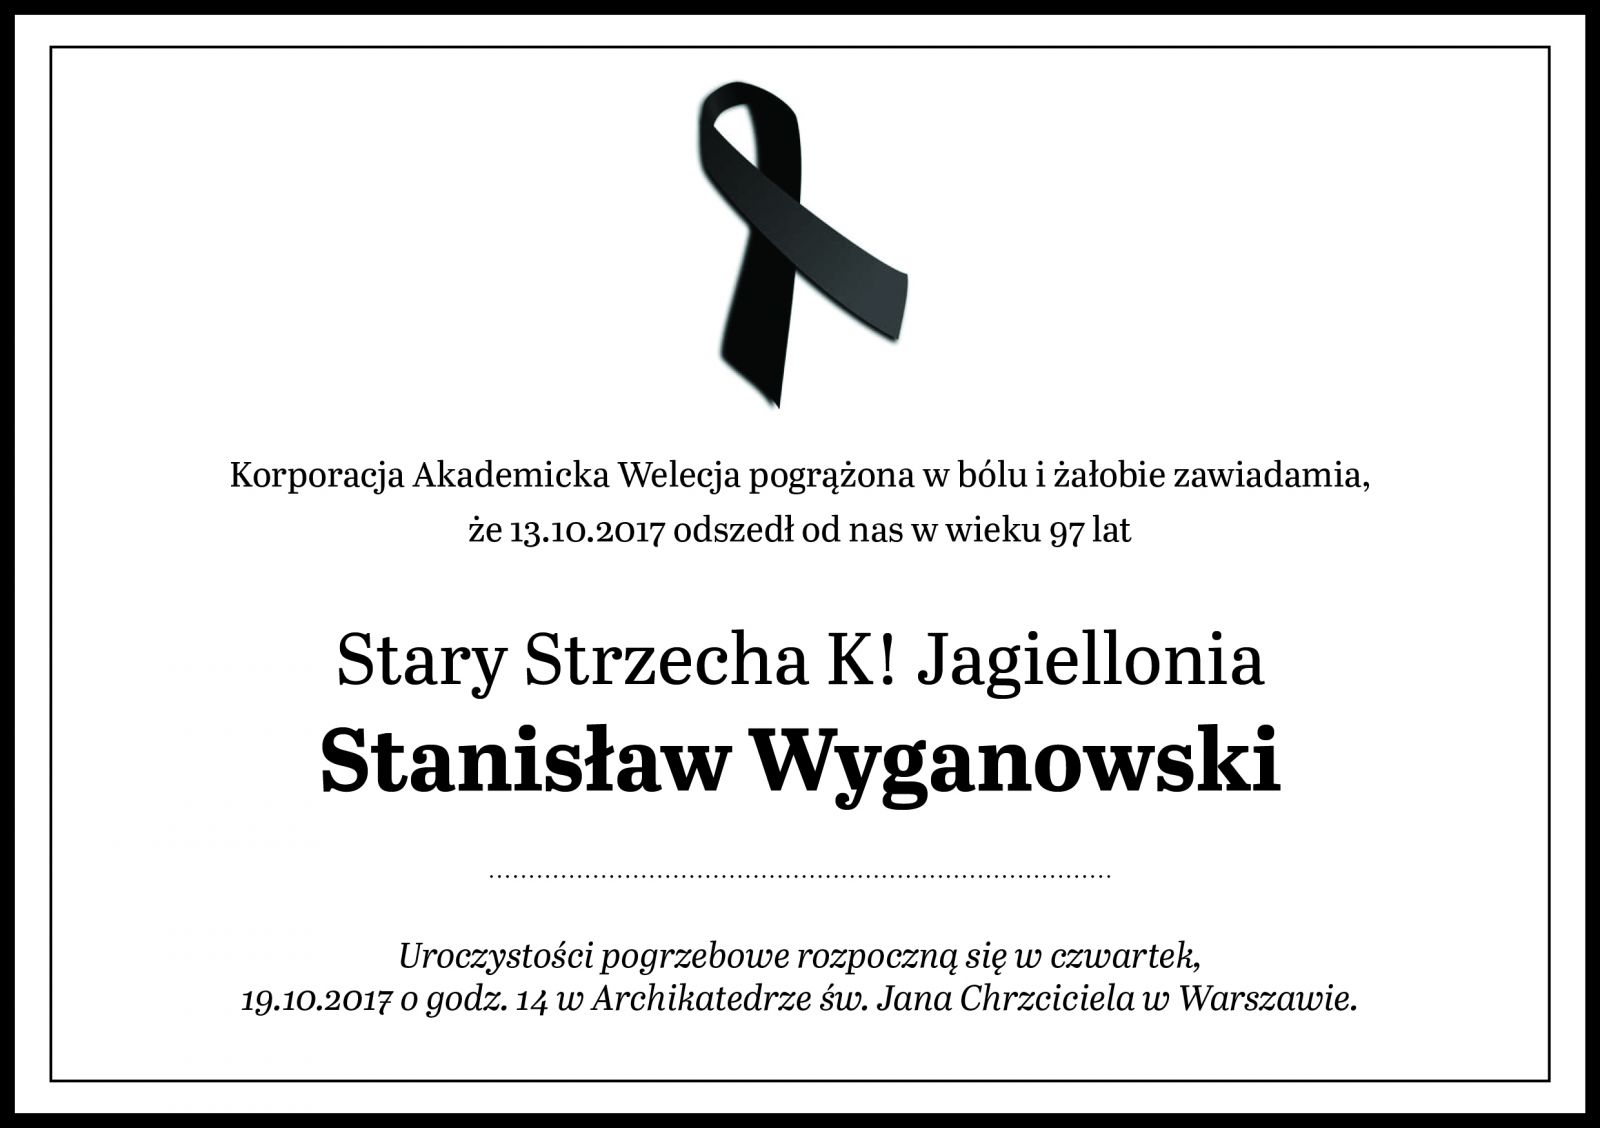 Korporacja Akademicka Welecja pogrążona w bólu i żałobie zawiadamia,
że 13.10.2017 odszedł od nas w wieku 97 lat
Stary Strzecha K! Jagiellonia
Stanisław Wyganowski
Uroczystości pogrzebowe rozpoczną się w czwartek,
19.10.2017 o godz. 14 w Archikatedrze św. Jana Chrzciciela w Warszawie.